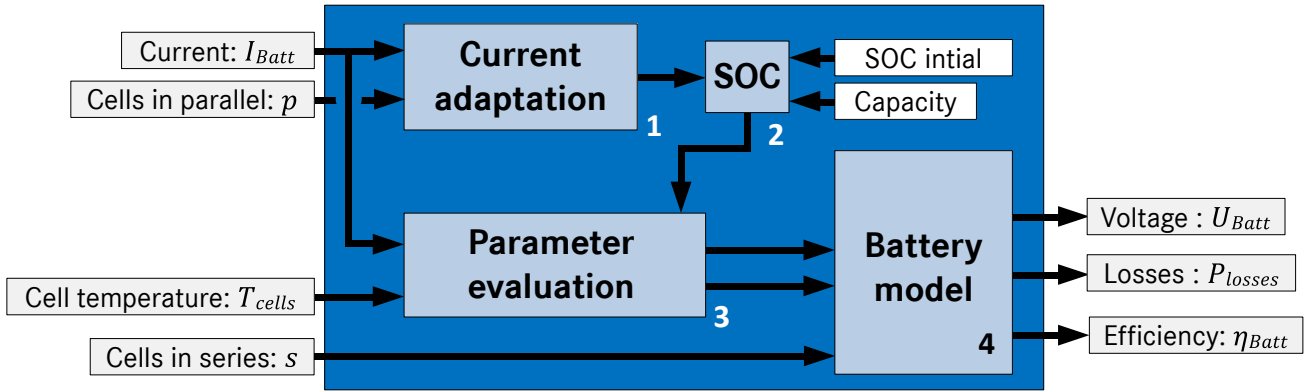 Current: I_Batt
Cells in parallel: p
Current
adaptation
1
SOC
2
SOC intial
Capacity
Parameter
evaluation
3
Battery
model
4
Cell temperature: T_cells
Cells in series: s
Voltage : U_Batt
Losses : P_losses
Efficiency: η_Batt